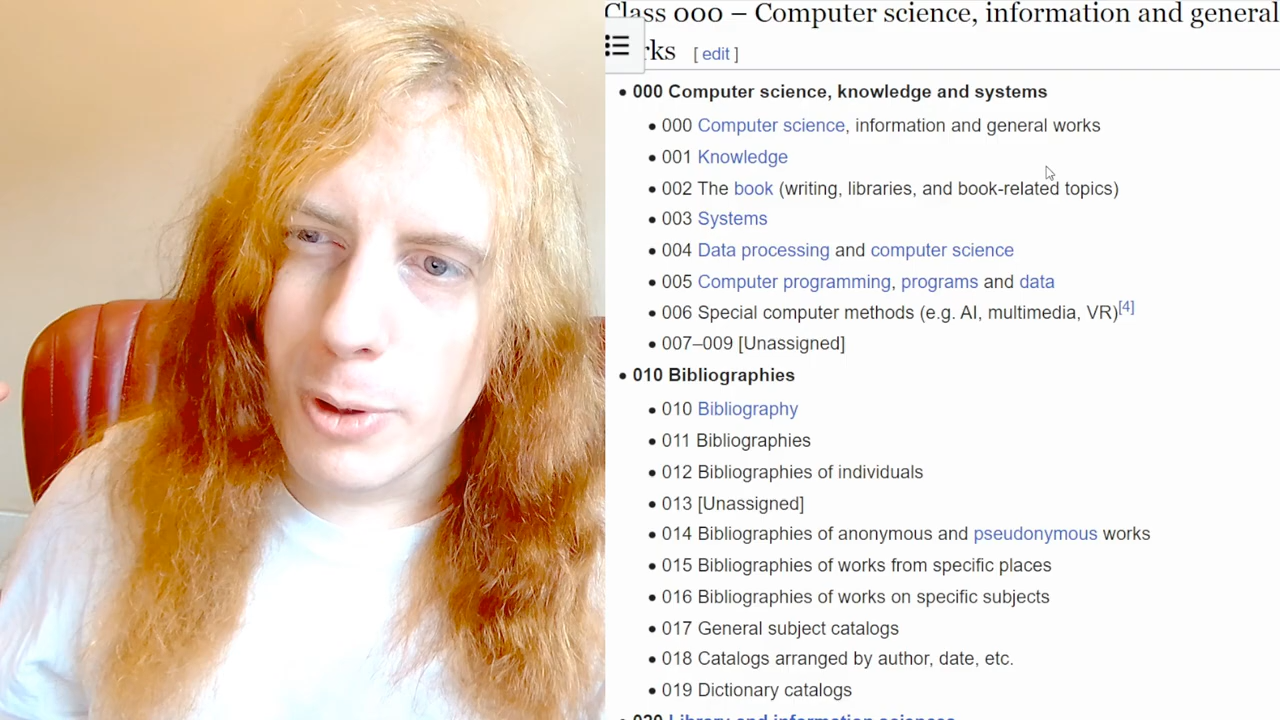 Class 000 – Computer science, information and general
rks [ edit ]
• 000 Computer science, knowledge and systems
• 000 Computer science, information and general works
• 001 Knowledge
• 002 The book (writing, libraries, and book-related topics)
• 003 Systems
• 004 Data processing and computer science
• 005 Computer programming, programs and data
• 006 Special computer methods (e.g. AI, multimedia, VR)[4]
• 007–009 [Unassigned]
• 010 Bibliographies
• 010 Bibliography
• 011 Bibliographies
• 012 Bibliographies of individuals
• 013 [Unassigned]
• 014 Bibliographies of anonymous and pseudonymous works
• 015 Bibliographies of works from specific places
• 016 Bibliographies of works on specific subjects
• 017 General subject catalogs
• 018 Catalogs arranged by author, date, etc.
• 019 Dictionary catalogs
• 020 Library and information sciences